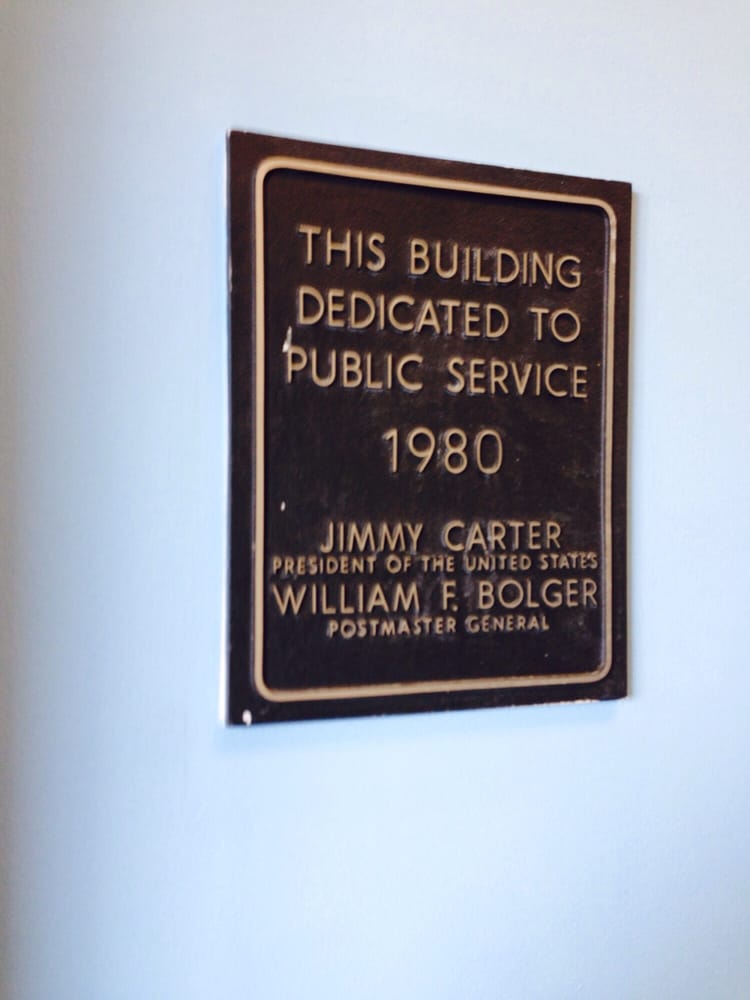 THIS BUILDING
DEDICATED TO
PUBLIC SERVICE
1980
JIMMY CARTER
PRESIDENT OF THE UNITED STATES
WILLIAM F. BOLGER
POSTMASTER GENERAL